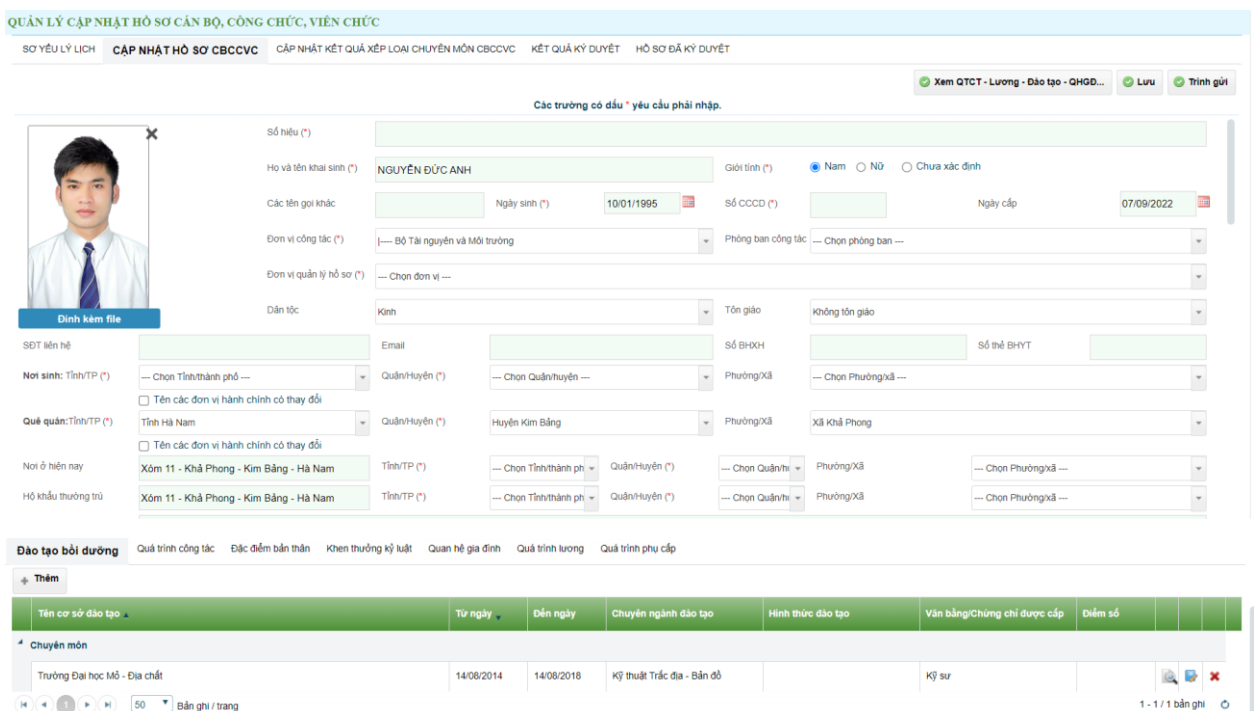 QUẢN LÝ CẬP NHẬT HỒ SƠ CÁN BỘ, CÔNG CHỨC, VIÊN CHỨC
SƠ YẾU LÝ LỊCH CẬP NHẬT HỒ SƠ CBCCVC CẬP NHẬT KẾT QUẢ XẾP LOẠI CHUYÊN MÔN CBCCVC KẾT QUẢ KÝ DUYỆT HỒ SƠ ĐÃ KÝ DUYỆT
Xem QTCT - Lương - Đào tạo - QHGĐ... Lưu Trình gửi
Các trường có dấu * yêu cầu phải nhập.
Số hiệu (*)
Họ và tên khai sinh (*) NGUYỄN ĐỨC ANH Giới tính (*) Nam Nữ Chưa xác định
Các tên gọi khác Ngày sinh (*) 10/01/1995 Số CCCD (*) Ngày cấp 07/09/2022
Đơn vị công tác (*) |---- Bộ Tài nguyên và Môi trường Phòng ban công tác --- Chọn phòng ban ---
Đơn vị quản lý hồ sơ (*) --- Chọn đơn vị ---
Đính kèm file Dân tộc Kinh Tôn giáo Không tôn giáo
SĐT liên hệ Email Số BHXH Số thẻ BHYT
Nơi sinh: Tỉnh/TP (*) --- Chọn Tỉnh/thành phố --- Quận/Huyện (*) --- Chọn Quận/huyện --- Phường/Xã --- Chọn Phường/xã ---
Tên các đơn vị hành chính có thay đổi
Quê quán:Tỉnh/TP (*) Tỉnh Hà Nam Quận/Huyện (*) Huyện Kim Bảng Phường/Xã Xã Khả Phong
Tên các đơn vị hành chính có thay đổi
Nơi ở hiện nay Xóm 11 - Khả Phong - Kim Bảng - Hà Nam Tỉnh/TP (*) --- Chọn Tỉnh/thành ph Quận/Huyện (*) --- Chọn Quận/hu Phường/Xã --- Chọn Phường/xã ---
Hộ khẩu thường trú Xóm 11 - Khả Phong - Kim Bảng - Hà Nam Tỉnh/TP (*) --- Chọn Tỉnh/thành ph Quận/Huyện (*) --- Chọn Quận/hu Phường/Xã --- Chọn Phường/xã ---
Đào tạo bồi dưỡng Quá trình công tác Đặc điểm bản thân Khen thưởng kỷ luật Quan hệ gia đình Quá trình lương Quá trình phụ cấp
Thêm
Tên cơ sở đào tạo Từ ngày Đến ngày Chuyên ngành đào tạo Hình thức đào tạo Văn bằng/Chứng chỉ được cấp Điểm số
Chuyên môn
Trường Đại học Mỏ - Địa chất 14/08/2014 14/08/2018 Kỹ thuật Trắc địa - Bản đồ Kỹ sư
1 50 Bản ghi / trang 1 - 1 / 1 bản ghi